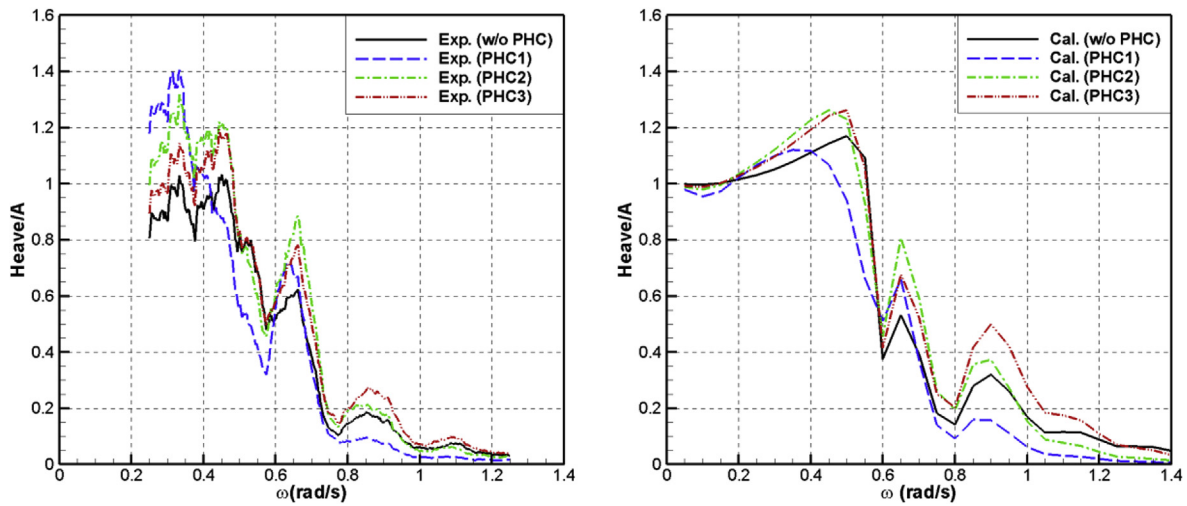 1.6
1.4
1.2
1
0.8
0.6
0.4
0.2
0
Heave/A
Exp. (w/o PHC)
Exp. (PHC1)
Exp. (PHC2)
Exp. (PHC3)
0 0.2 0.4 0.6 0.8 1 1.2 1.4
ω(rad/s)
1.6
1.4
1.2
1
0.8
0.6
0.4
0.2
0
Heave/A
Cal. (w/o PHC)
Cal. (PHC1)
Cal. (PHC2)
Cal. (PHC3)
0.2 0.4 0.6 0.8 1 1.2 1.4
ω (rad/s)